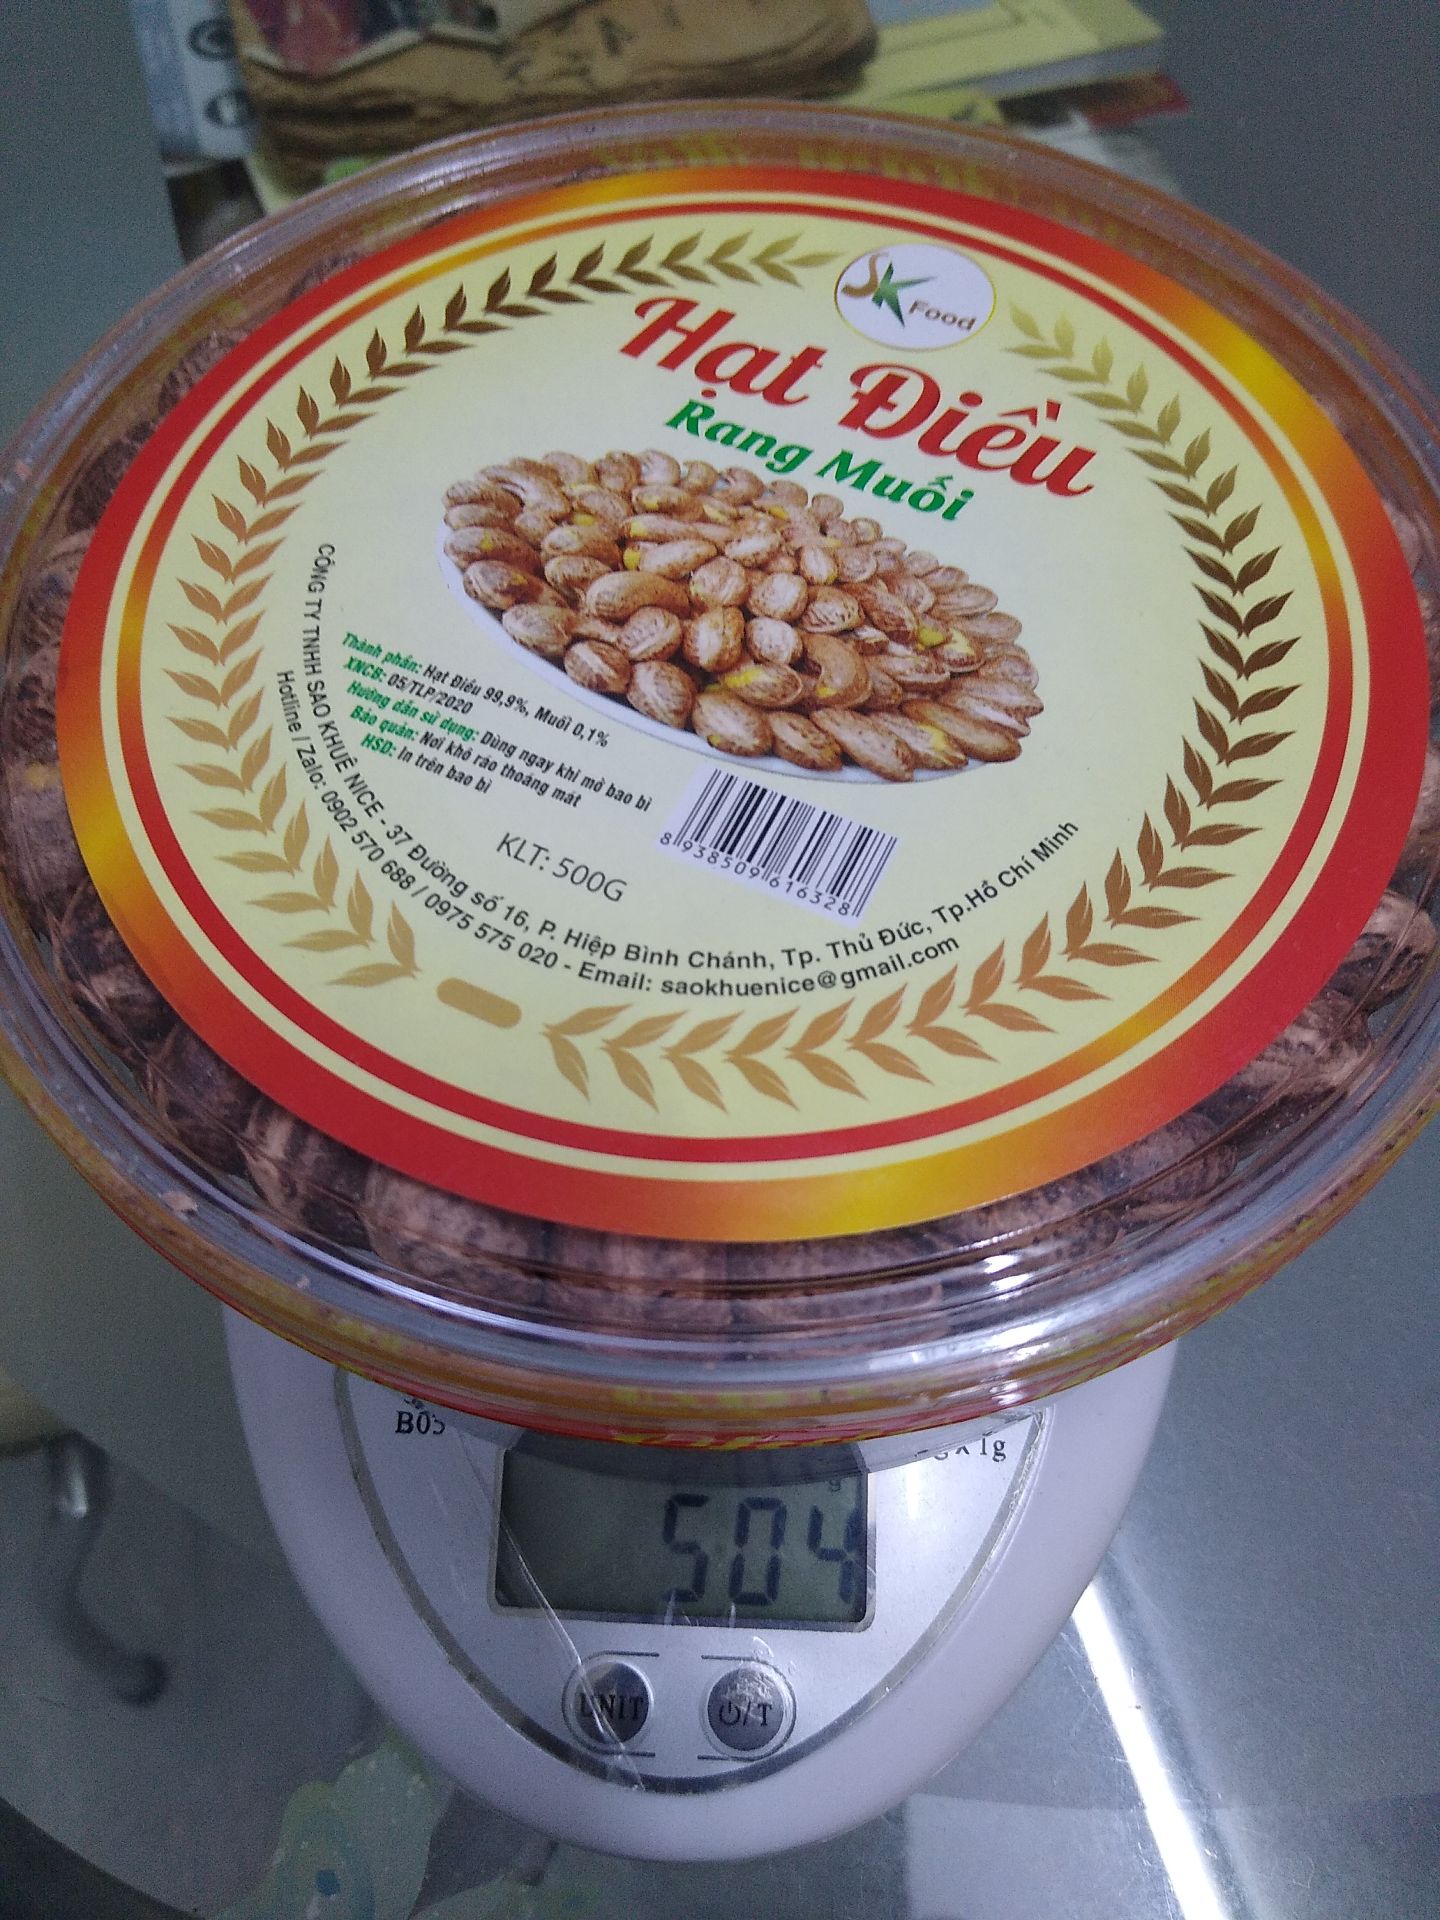 SK Food
Hạt Điều
Rang Muối
Thành phần: Hạt Điều 99,9%, Muối 0,1%
XNCB: 05/TLP/2020
Hướng dẫn sử dụng: Dùng ngay khi mở bao bì
Bảo quản: Nơi khô ráo thoáng mát
HSD: In trên bao bì
KLT: 500G
8 938509 616328
CÔNG TY TNHH SAO KHUÊ NICE - 37 Đường số 16, P. Hiệp Bình Chánh, Tp. Thủ Đức, Tp.Hồ Chí Minh
Hotline / Zalo: 0902 570 688 / 0975 575 020 - Email: saokhuenice@gmail.com
B05
x 1g
g
504
UNIT
/T